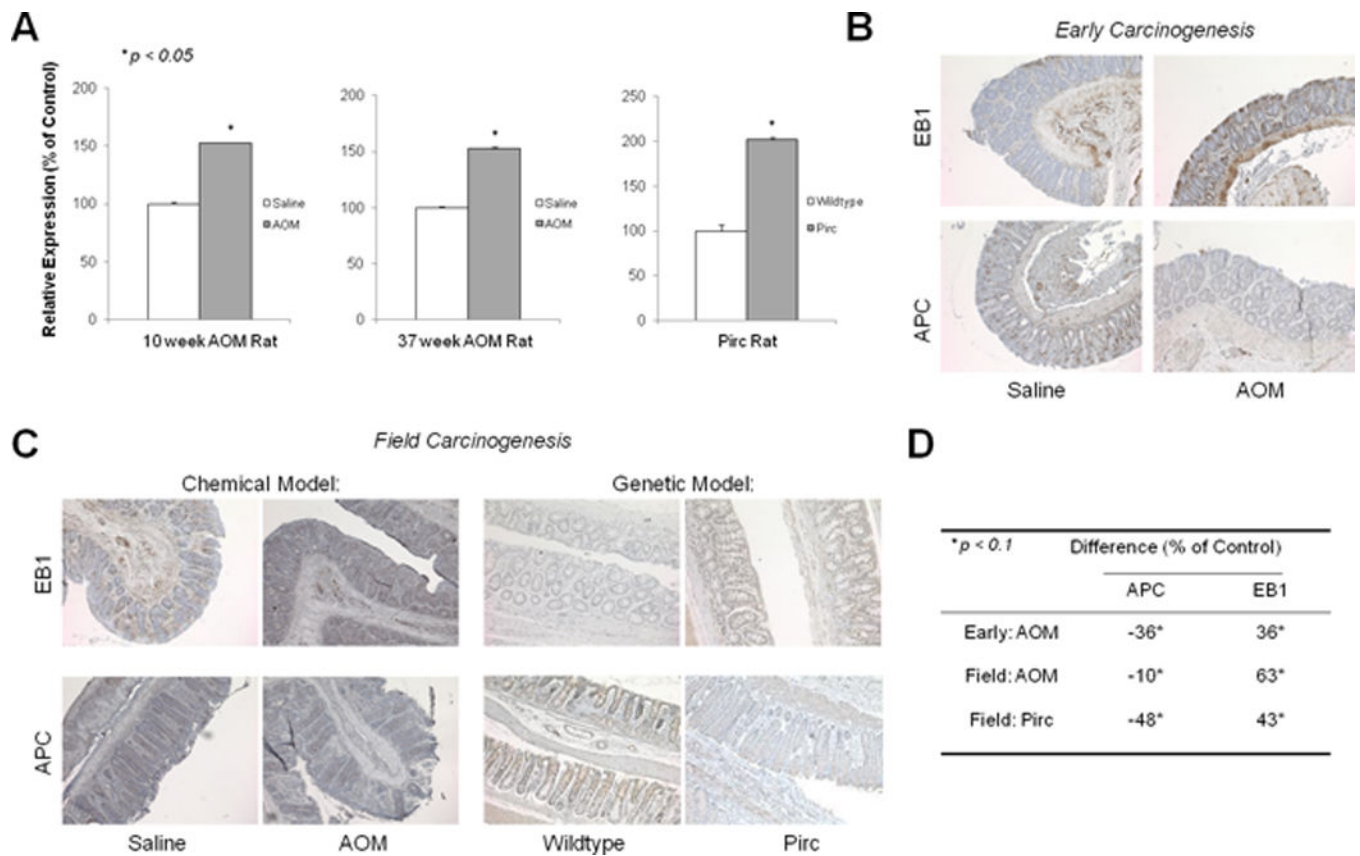 A
* p < 0.05
Relative Expression (% of Control)
200
150
100
50
0
Saline
AOM
10 week AOM Rat
200
150
100
50
0
Saline
AOM
37 week AOM Rat
250
200
150
100
50
0
Wildtype
Pirc
Pirc Rat
*
*
*
B
Early Carcinogenesis
EB1
APC
Saline
AOM
C
Field Carcinogenesis
Chemical Model:
Genetic Model:
EB1
APC
Saline
AOM
Wildtype
Pirc
D
* p < 0.1
Difference (% of Control)
APC
EB1
Early: AOM
-36*
36*
Field: AOM
-10*
63*
Field: Pirc
-48*
43*